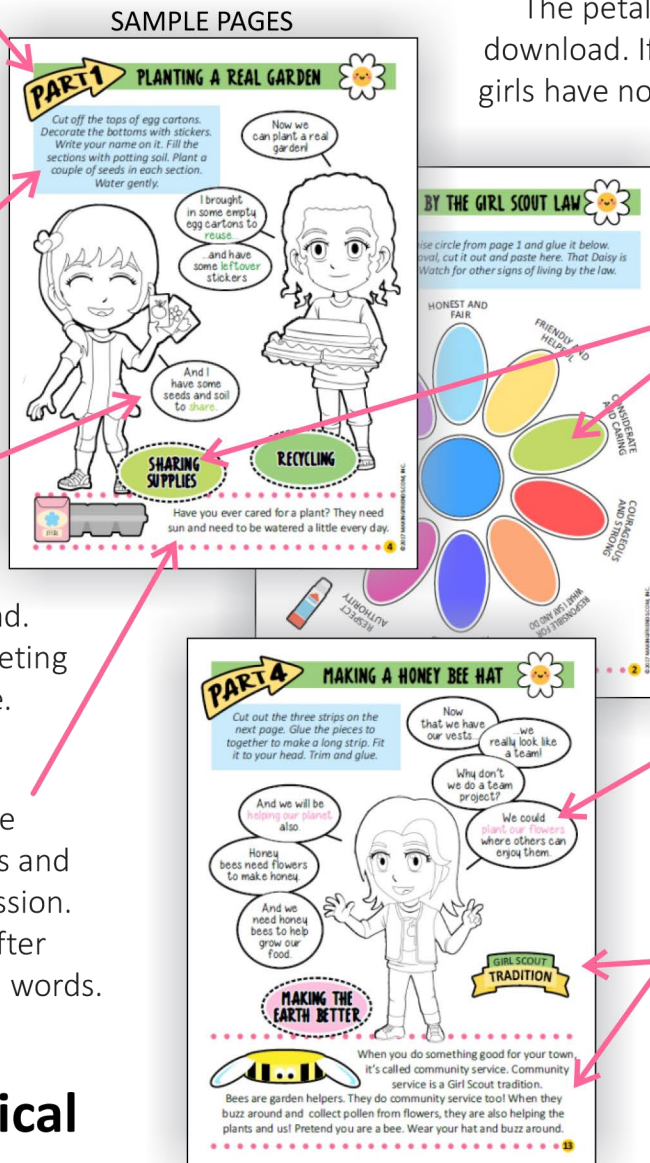 SAMPLE PAGES
The petal
download. If
girls have no
PART 1
PLANTING A REAL GARDEN
Cut off the tops of egg cartons.
Decorate the bottoms with stickers.
Write your name on it. Fill the
sections with potting soil. Plant a
couple of seeds in each section.
Water gently.
Now we
can plant a real
garden!
I brought
in some empty
egg cartons to
reuse...
...and have
some leftover
stickers
And I
have some
seeds and soil
to share.
SHARING
SUPPLIES
RECYCLING
Have you ever cared for a plant? They need
sun and need to be watered a little every day.
4
©2017 MAKINGFRIENDS.COM, INC.
BY THE GIRL SCOUT LAW
ise circle from page 1 and glue it below.
oval, cut it out and paste here. That Daisy is
Watch for other signs of living by the law.
HONEST AND
FAIR
FRIENDLY AND
HELPFUL
CONSIDERATE
AND CARING
COURAGEOUS
AND STRONG
RESPONSIBLE FOR
WHAT I SAY AND DO
RESPECT
AUTHORITY
2
©2017 MAKINGFRIENDS.COM, INC.
nd.
eting
e.
e
s and
ssion.
fter
words.
ical
PART 4
MAKING A HONEY BEE HAT
Cut out the three strips on the
next page. Glue the pieces to
together to make a long strip. Fit
it to your head. Trim and glue.
Now
that we have
our vests...
...we
really look like
a team!
Why don't
we do a team
project?
And we will be
helping our planet
also.
We could
plant our flowers
where others can
enjoy them.
Honey
bees need flowers
to make honey.
And we
need honey
bees to help
grow our
food.
GIRL SCOUT
TRADITION
MAKING THE
EARTH BETTER
When you do something good for your town,
it's called community service. Community
service is a Girl Scout tradition.
Bees are garden helpers. They do community service too! When they
buzz around and collect pollen from flowers, they are also helping the
plants and us! Pretend you are a bee. Wear your hat and buzz around.
13